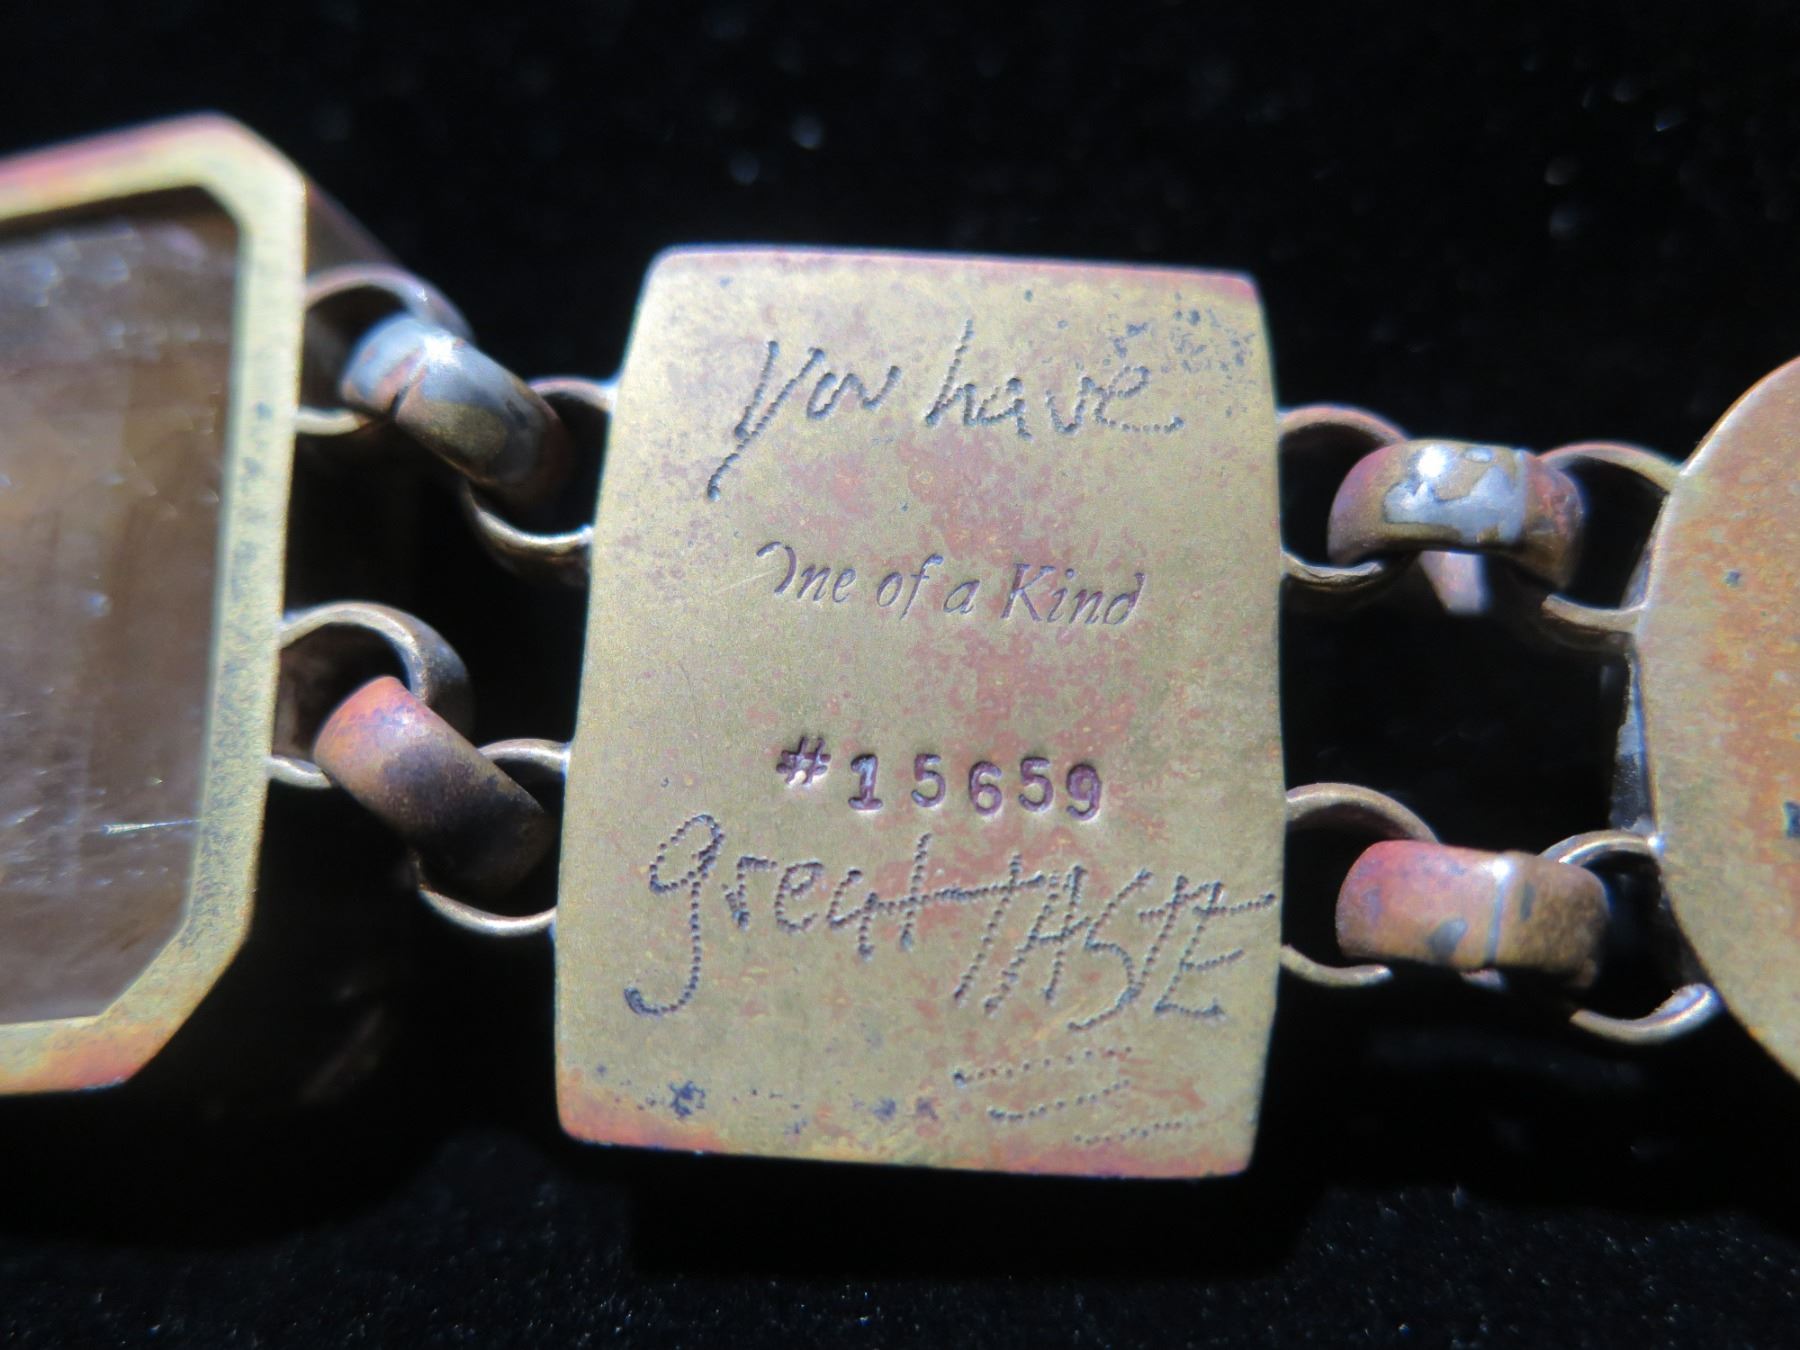 you have
One of a Kind
#15659
great TASTE